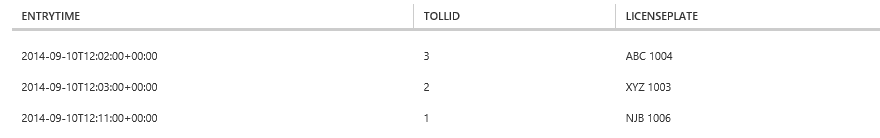 ENTRYTIME TOLLID LICENSEPLATE
2014-09-10T12:02:00+00:00 3 ABC 1004
2014-09-10T12:03:00+00:00 2 XYZ 1003
2014-09-10T12:11:00+00:00 1 NJB 1006